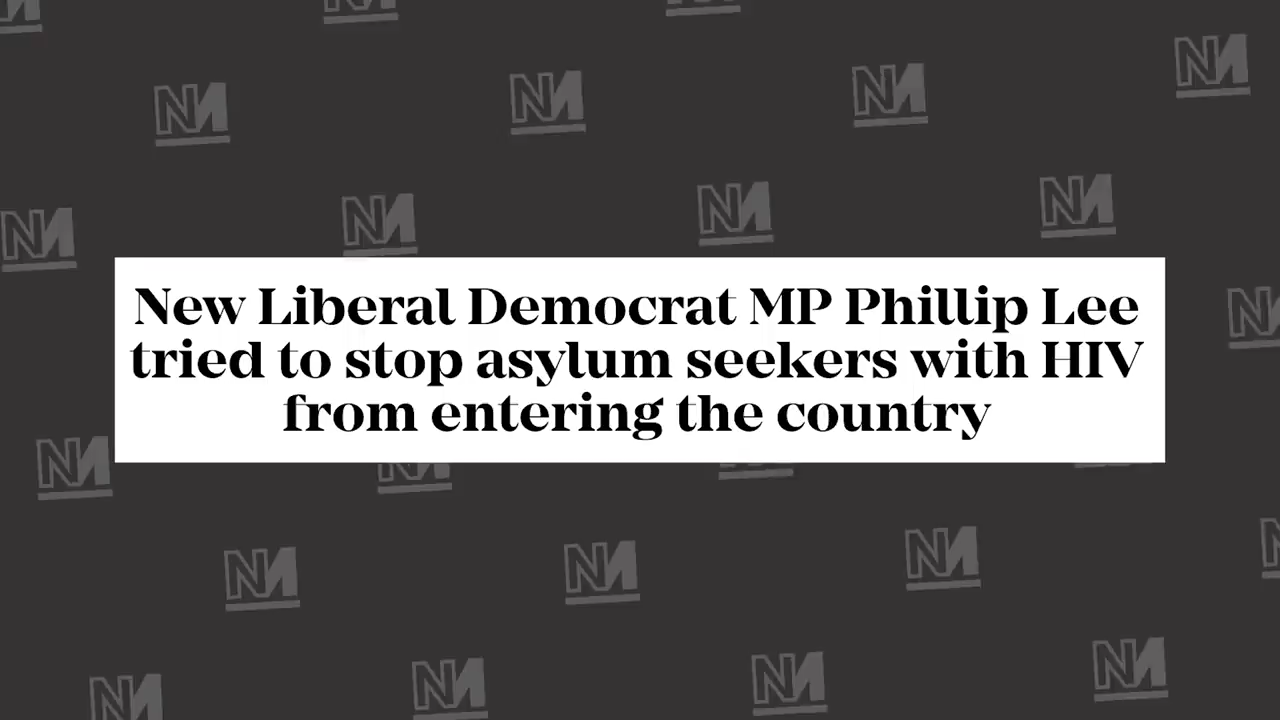 New Liberal Democrat MP Phillip Lee
tried to stop asylum seekers with HIV
from entering the country